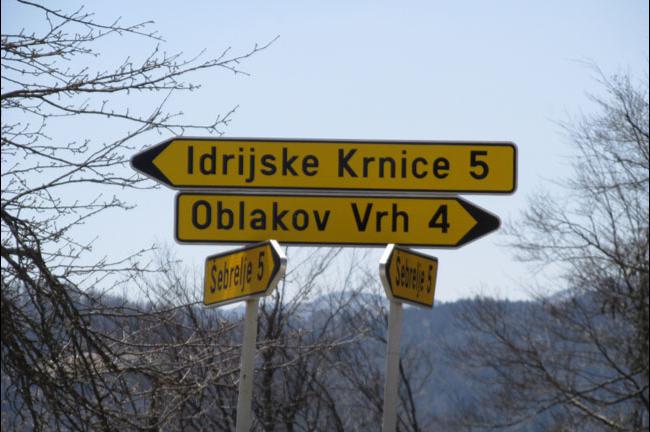 Idrijske Krnice 5
Oblakov Vrh 4
Šebrelje 5
Šebrelje 5